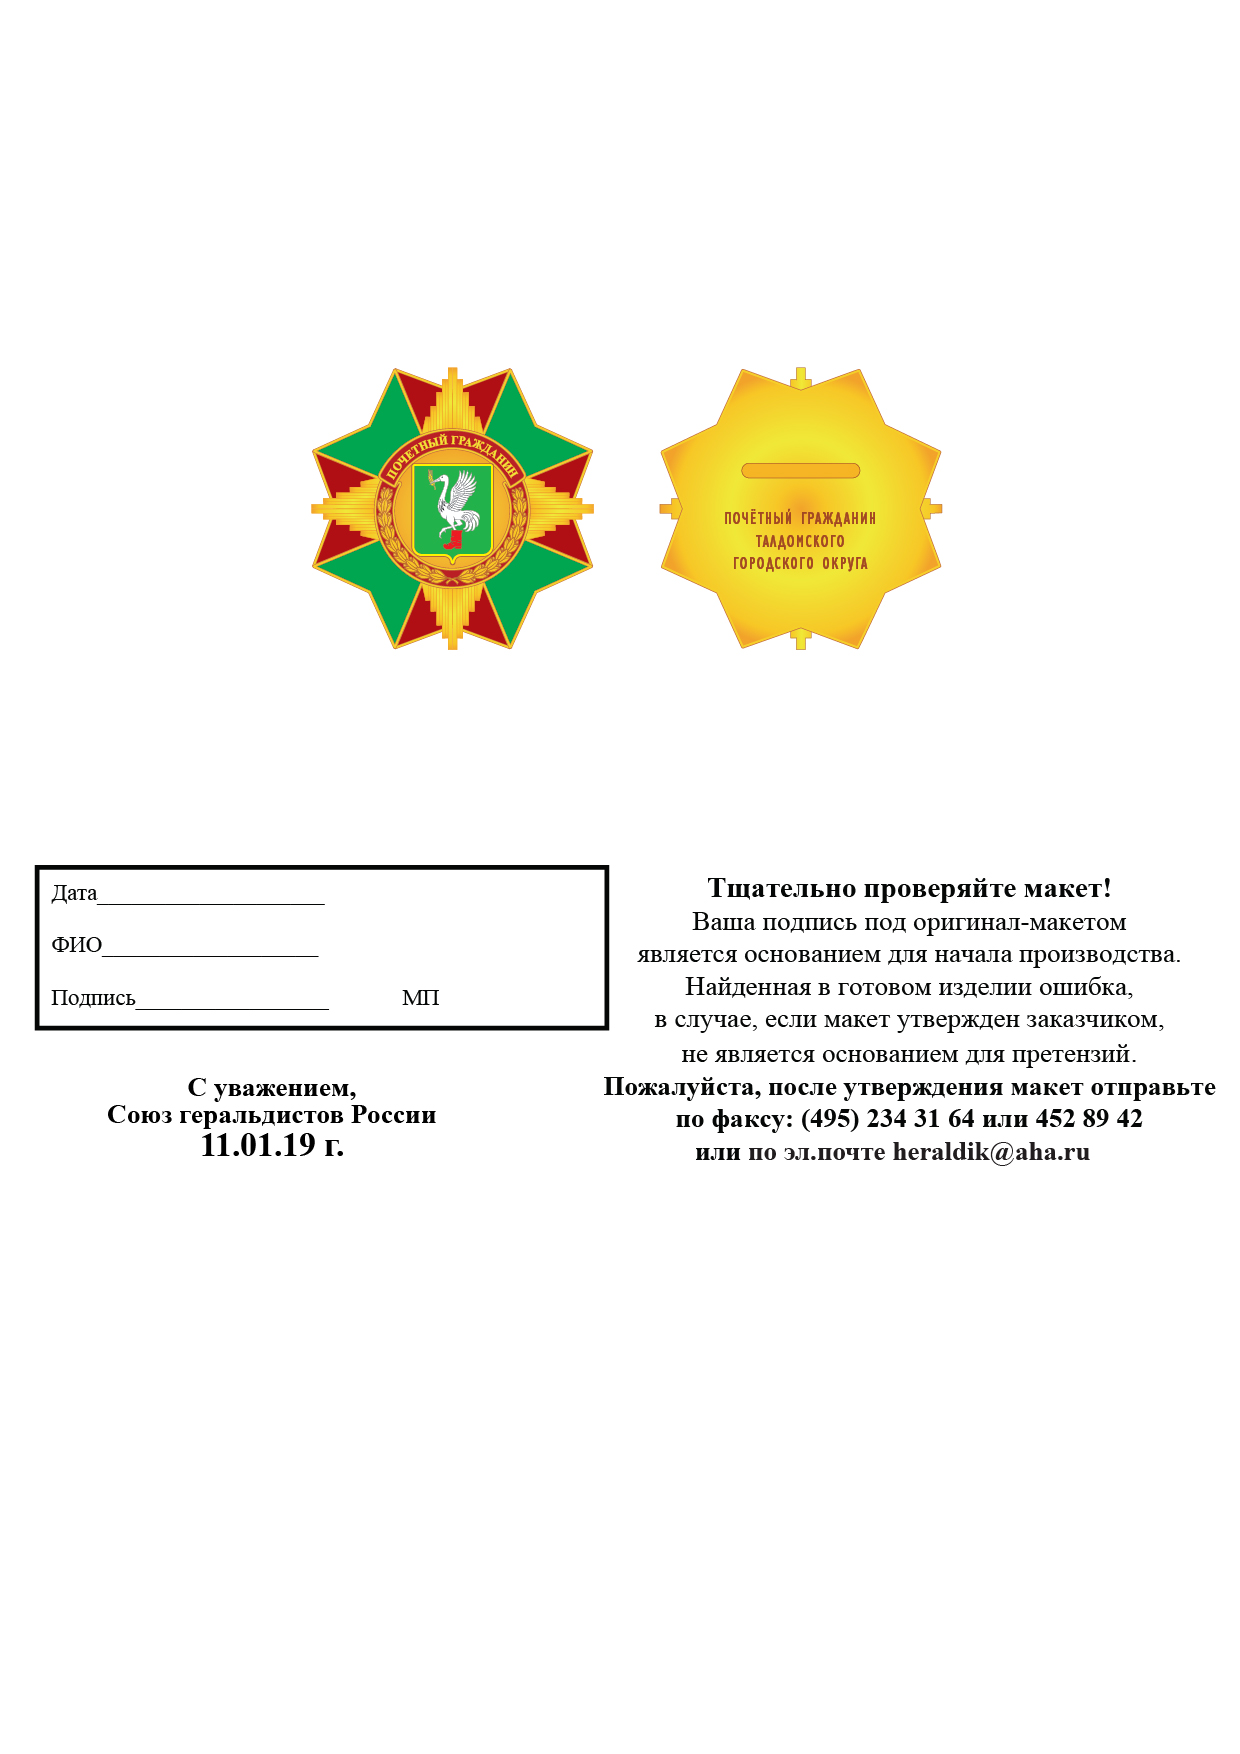 ПОЧЕТНЫЙ ГРАЖДАНИН
ПОЧЁТНЫЙ ГРАЖДАНИН
ТАЛДОМСКОГО
ГОРОДСКОГО ОКРУГА
Дата___________________
ФИО__________________
Подпись________________ МП
С уважением,
Союз геральдистов России
11.01.19 г.
Тщательно проверяйте макет!
Ваша подпись под оригинал-макетом
является основанием для начала производства.
Найденная в готовом изделии ошибка,
в случае, если макет утвержден заказчиком,
не является основанием для претензий.
Пожалуйста, после утверждения макет отправьте
по факсу: (495) 234 31 64 или 452 89 42
или по эл.почте heraldik@aha.ru